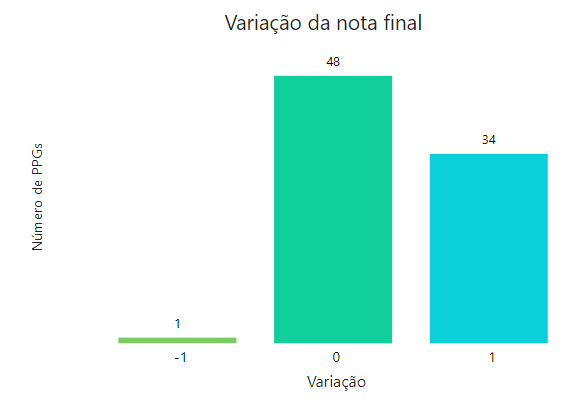 Variação da nota final
48
34
1
Número de PPGs
-1
0
1
Variação